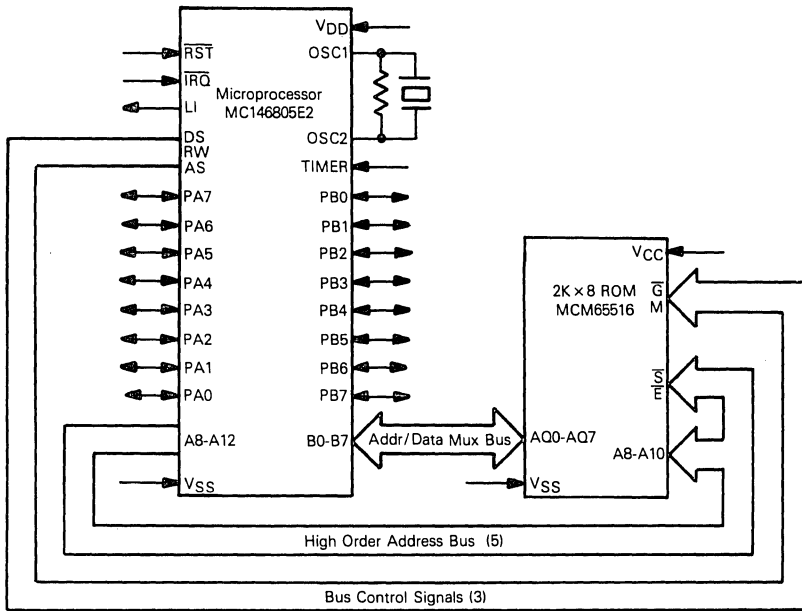 VDD
RST
OSC1
IRQ
Microprocessor
MC146805E2
LI
DS
OSC2
RW
AS
TIMER
PA7
PB0
PA6
PB1
PA5
PB2
PA4
PB3
PA3
PB4
PA2
PB5
PA1
PB6
PA0
PB7
A8-A12
B0-B7
VSS
Addr/Data Mux Bus
VCC
2K × 8 ROM
MCM65516
G
M
S
E
AQ0-AQ7
A8-A10
VSS
High Order Address Bus (5)
Bus Control Signals (3)